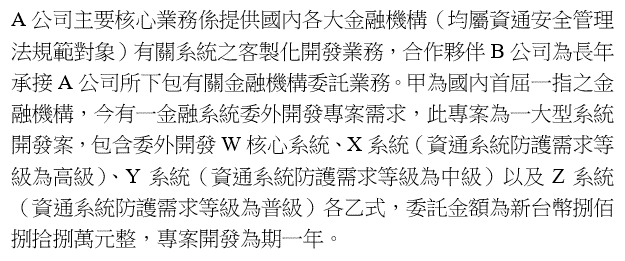 A 公司主要核心業務係提供國內各大金融機構（均屬資通安全管理
法規範對象）有關系統之客製化開發業務，合作夥伴 B 公司為長年
承接 A 公司所下包有關金融機構委託業務。甲為國內首屈一指之金
融機構，今有一金融系統委外開發專案需求，此專案為一大型系統
開發案，包含委外開發 W 核心系統、X 系統（資通系統防護需求等
級為高級）、Y 系統（資通系統防護需求等級為中級）以及 Z 系統
（資通系統防護需求等級為普級）各乙式，委託金額為新台幣捌佰
捌拾捌萬元整，專案開發為期一年。